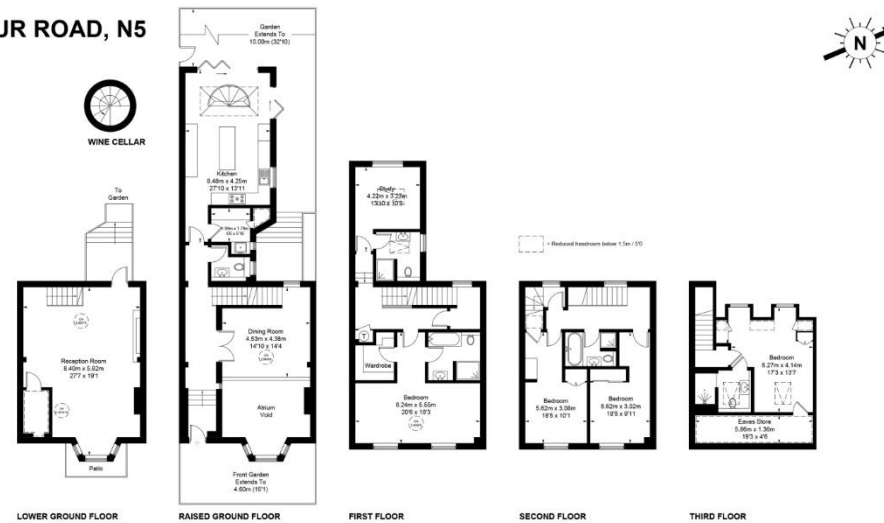 UR ROAD, N5
N
WINE CELLAR
Garden
Extends To
10.00m (32'10)
Kitchen
8.48m x 4.25m
27'10 x 13'11
To
Garden
Study
= Reduced headroom below 1.5m / 5'0
Reception Room
8.40m x 5.82m
27'7 x 19'1
Dining Room
4.53m x 4.38m
14'10 x 14'4
Atrium
Void
T
Wardrobe
Bedroom
6.24m x 5.55m
20'6 x 18'3
Bedroom
5.62m x 3.08m
18'5 x 10'1
Bedroom
5.62m x 3.02m
18'5 x 9'11
Bedroom
5.27m x 4.14m
17'3 x 13'7
Eaves Store
5.86m x 1.36m
19'3 x 4'6
Patio
Front Garden
Extends To
4.60m (15'1)
LOWER GROUND FLOOR
RAISED GROUND FLOOR
FIRST FLOOR
SECOND FLOOR
THIRD FLOOR